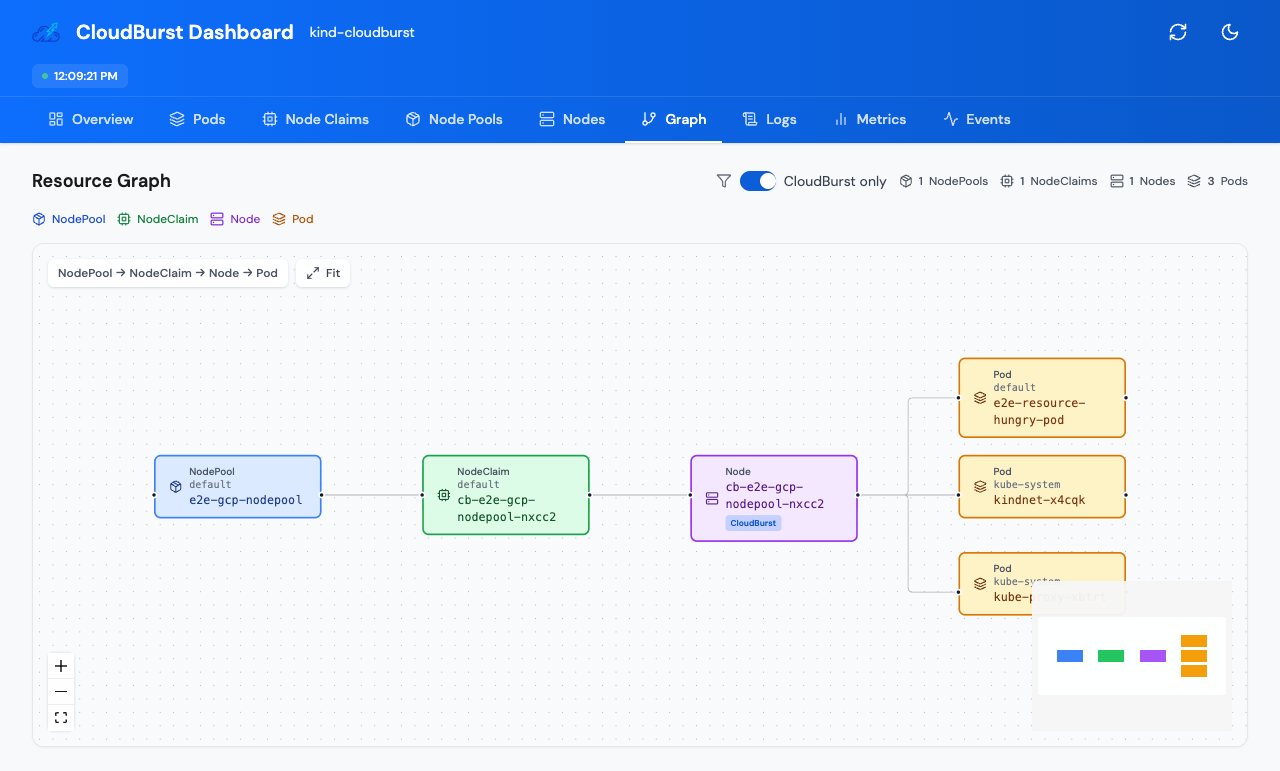 CloudBurst Dashboard kind-cloudburst
12:09:21 PM
Overview Pods Node Claims Node Pools Nodes Graph Logs Metrics Events
Resource Graph
CloudBurst only 1 NodePools 1 NodeClaims 1 Nodes 3 Pods
NodePool NodeClaim Node Pod
NodePool → NodeClaim → Node → Pod Fit
NodePool
default
e2e-gcp-nodepool
NodeClaim
default
cb-e2e-gcp-
nodepool-nxcc2
Node
cb-e2e-gcp-
nodepool-nxcc2
CloudBurst
Pod
default
e2e-resource-
hungry-pod
Pod
kube-system
kindnet-x4cqk
Pod
kube-system